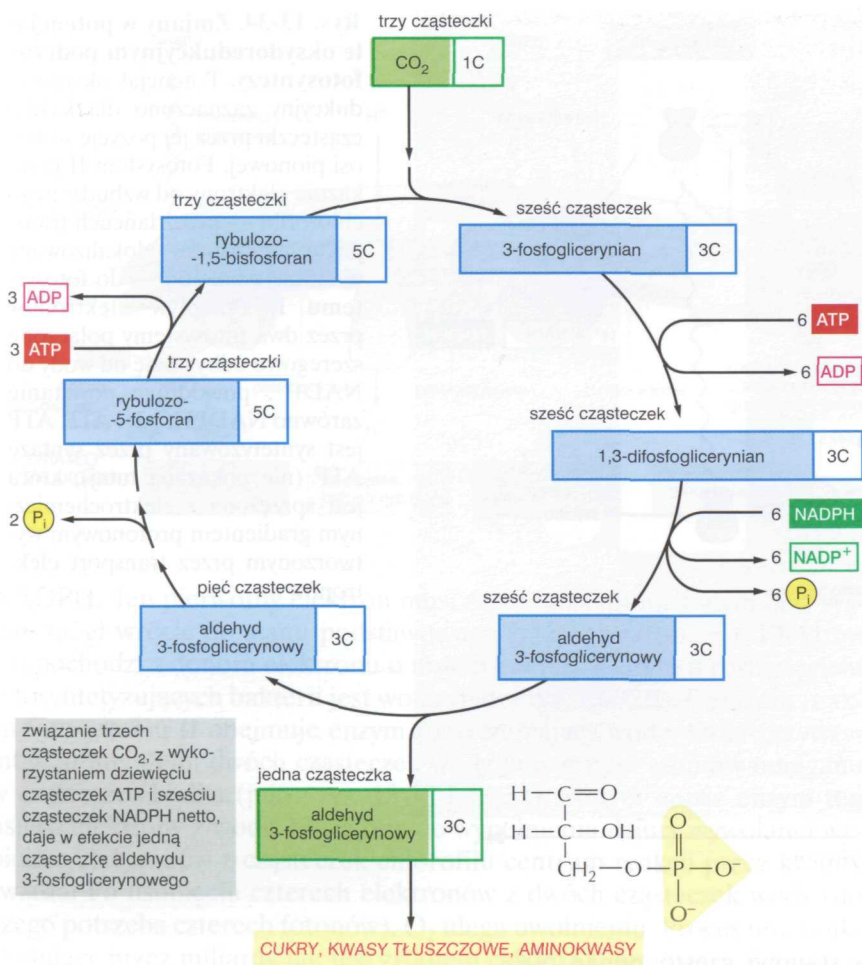 trzy cząsteczki
CO₂ 1C
trzy cząsteczki
rybulozo-
-1,5-bisfosforan
5C
sześć cząsteczek
3-fosfoglicerynian 3C
3 ADP
3 ATP
6 ATP
6 ADP
trzy cząsteczki
rybulozo-
-5-fosforan
5C
sześć cząsteczek
1,3-difosfoglicerynian 3C
2 Pi
6 NADPH
6 NADP⁺
6 Pi
pięć cząsteczek
aldehyd
3-fosfoglicerynowy
3C
sześć cząsteczek
aldehyd
3-fosfoglicerynowy
3C
związanie trzech
cząsteczek CO₂, z wyko-
rzystaniem dziewięciu
cząsteczek ATP i sześciu
cząsteczek NADPH netto,
daje w efekcie jedną
cząsteczkę aldehydu
3-fosfoglicerynowego
jedna cząsteczka
aldehyd
3-fosfoglicerynowy
3C
H—C=O
H—C—OH
CH₂—O—P—O⁻
O
O⁻
CUKRY, KWASY TŁUSZCZOWE, AMINOKWASY